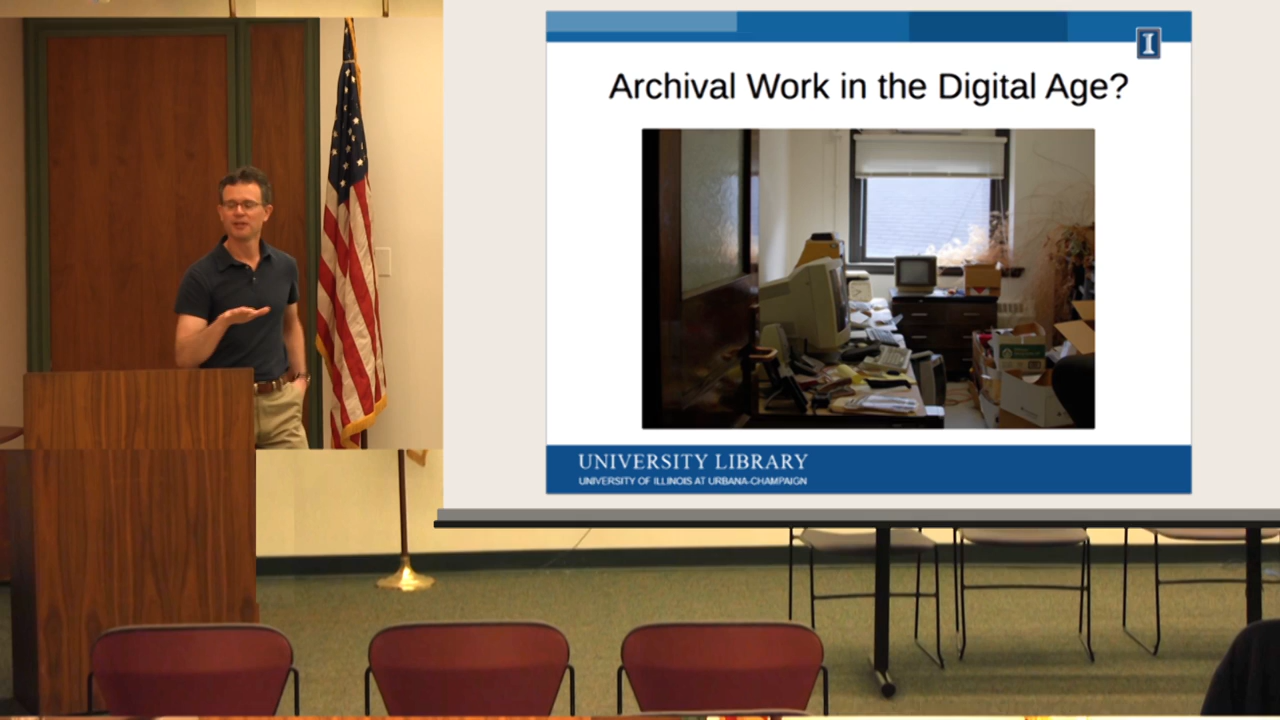 I
Archival Work in the Digital Age?
UNIVERSITY LIBRARY
UNIVERSITY OF ILLINOIS AT URBANA-CHAMPAIGN